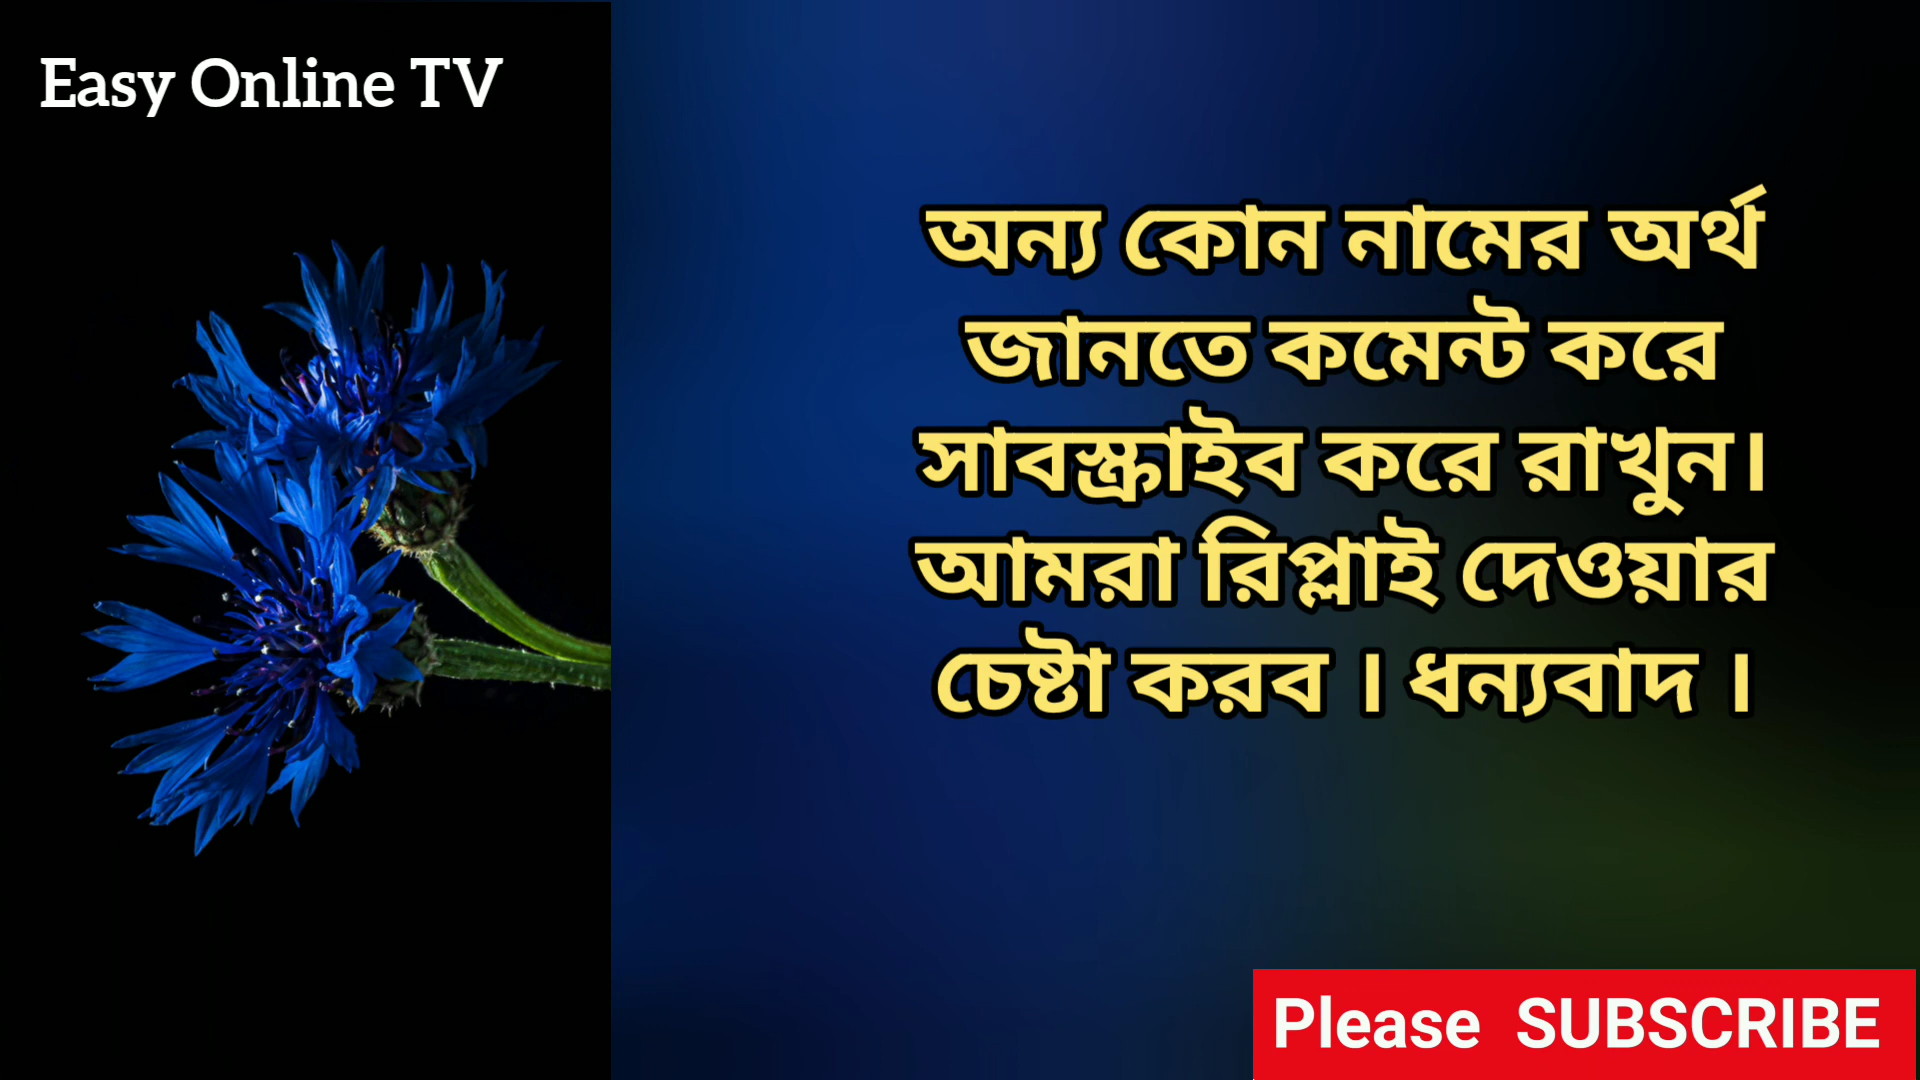 Easy Online TV
অন্য কোন নামের অর্থ
জানতে কমেন্ট করে
সাবস্ক্রাইব করে রাখুন।
আমরা রিপ্লাই দেওয়ার
চেষ্টা করব । ধন্যবাদ ।
Please SUBSCRIBE